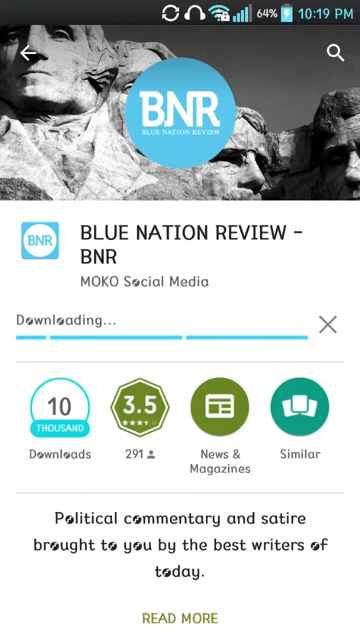 64% 10:19 PM
BNR
BLUE NATION REVIEW
BNR
BLUE NATION REVIEW -
BNR
MOKO Social Media
Downloading...
10
THOUSAND
3.5
Downloads
291
News &
Magazines
Similar
Political commentary and satire
brought to you by the best writers of
today.
READ MORE